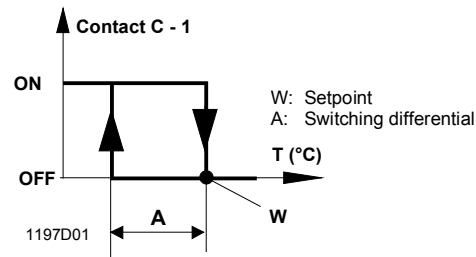 Contact C - 1
ON
W: Setpoint
A: Switching differential
T (°C)
OFF
A
W
1197D01